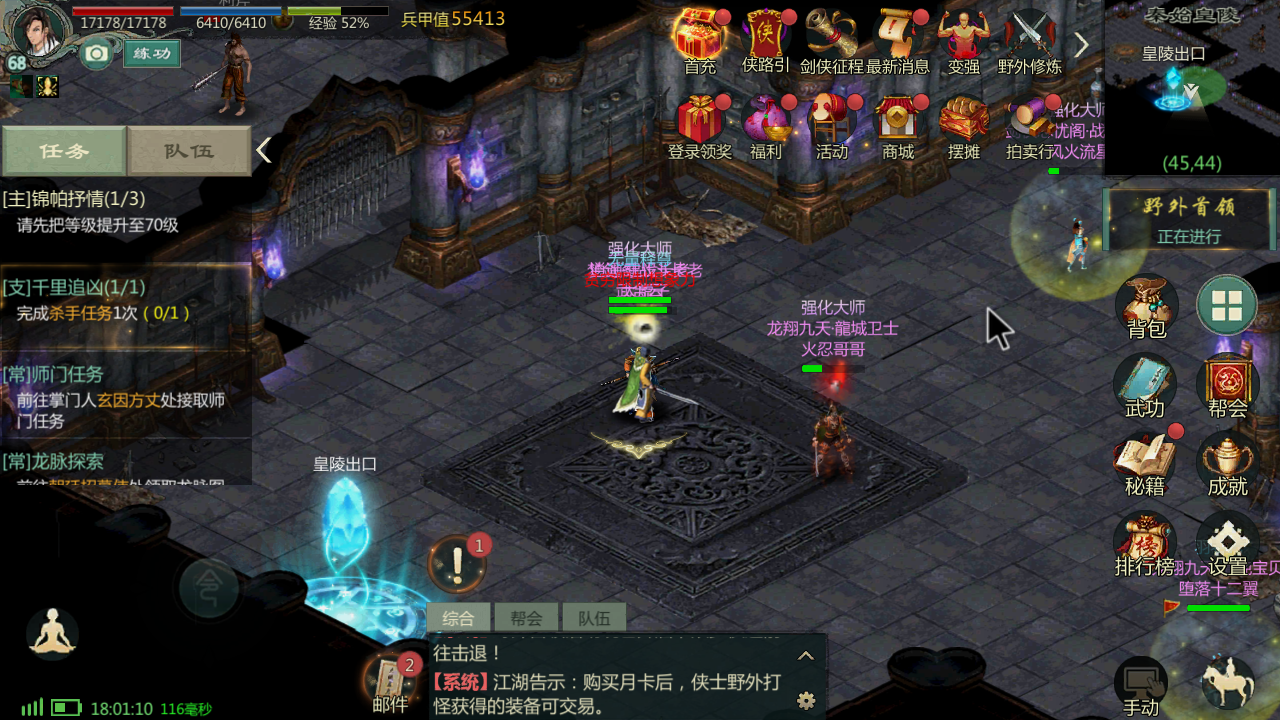 17178/17178
6410/6410
经验 52%
兵甲值55413
68
练功
首充
侠路引
剑侠征程
最新消息
变强
野外修炼
登录领奖
福利
活动
商城
摆摊
拍卖行
秦始皇陵
皇陵出口
(45,44)
野外首领
正在进行
任务
队伍
[主]锦帕抒情(1/3)
请先把等级提升至70级
[支]千里追凶(1/1)
完成杀手任务1次（0/1）
[常]师门任务
前往掌门人玄因方丈处接取师
门任务
[常]龙脉探索
强化大师
强化大师
龙翔九天·龍城卫士
火忍哥哥
皇陵出口
背包
武功
帮会
秘籍
成就
排行榜
设置
堕落十二翼
1
综合
帮会
队伍
往击退！
【系统】江湖告示：购买月卡后，侠士野外打
怪获得的装备可交易。
2
邮件
手动
18:01:10
116毫秒